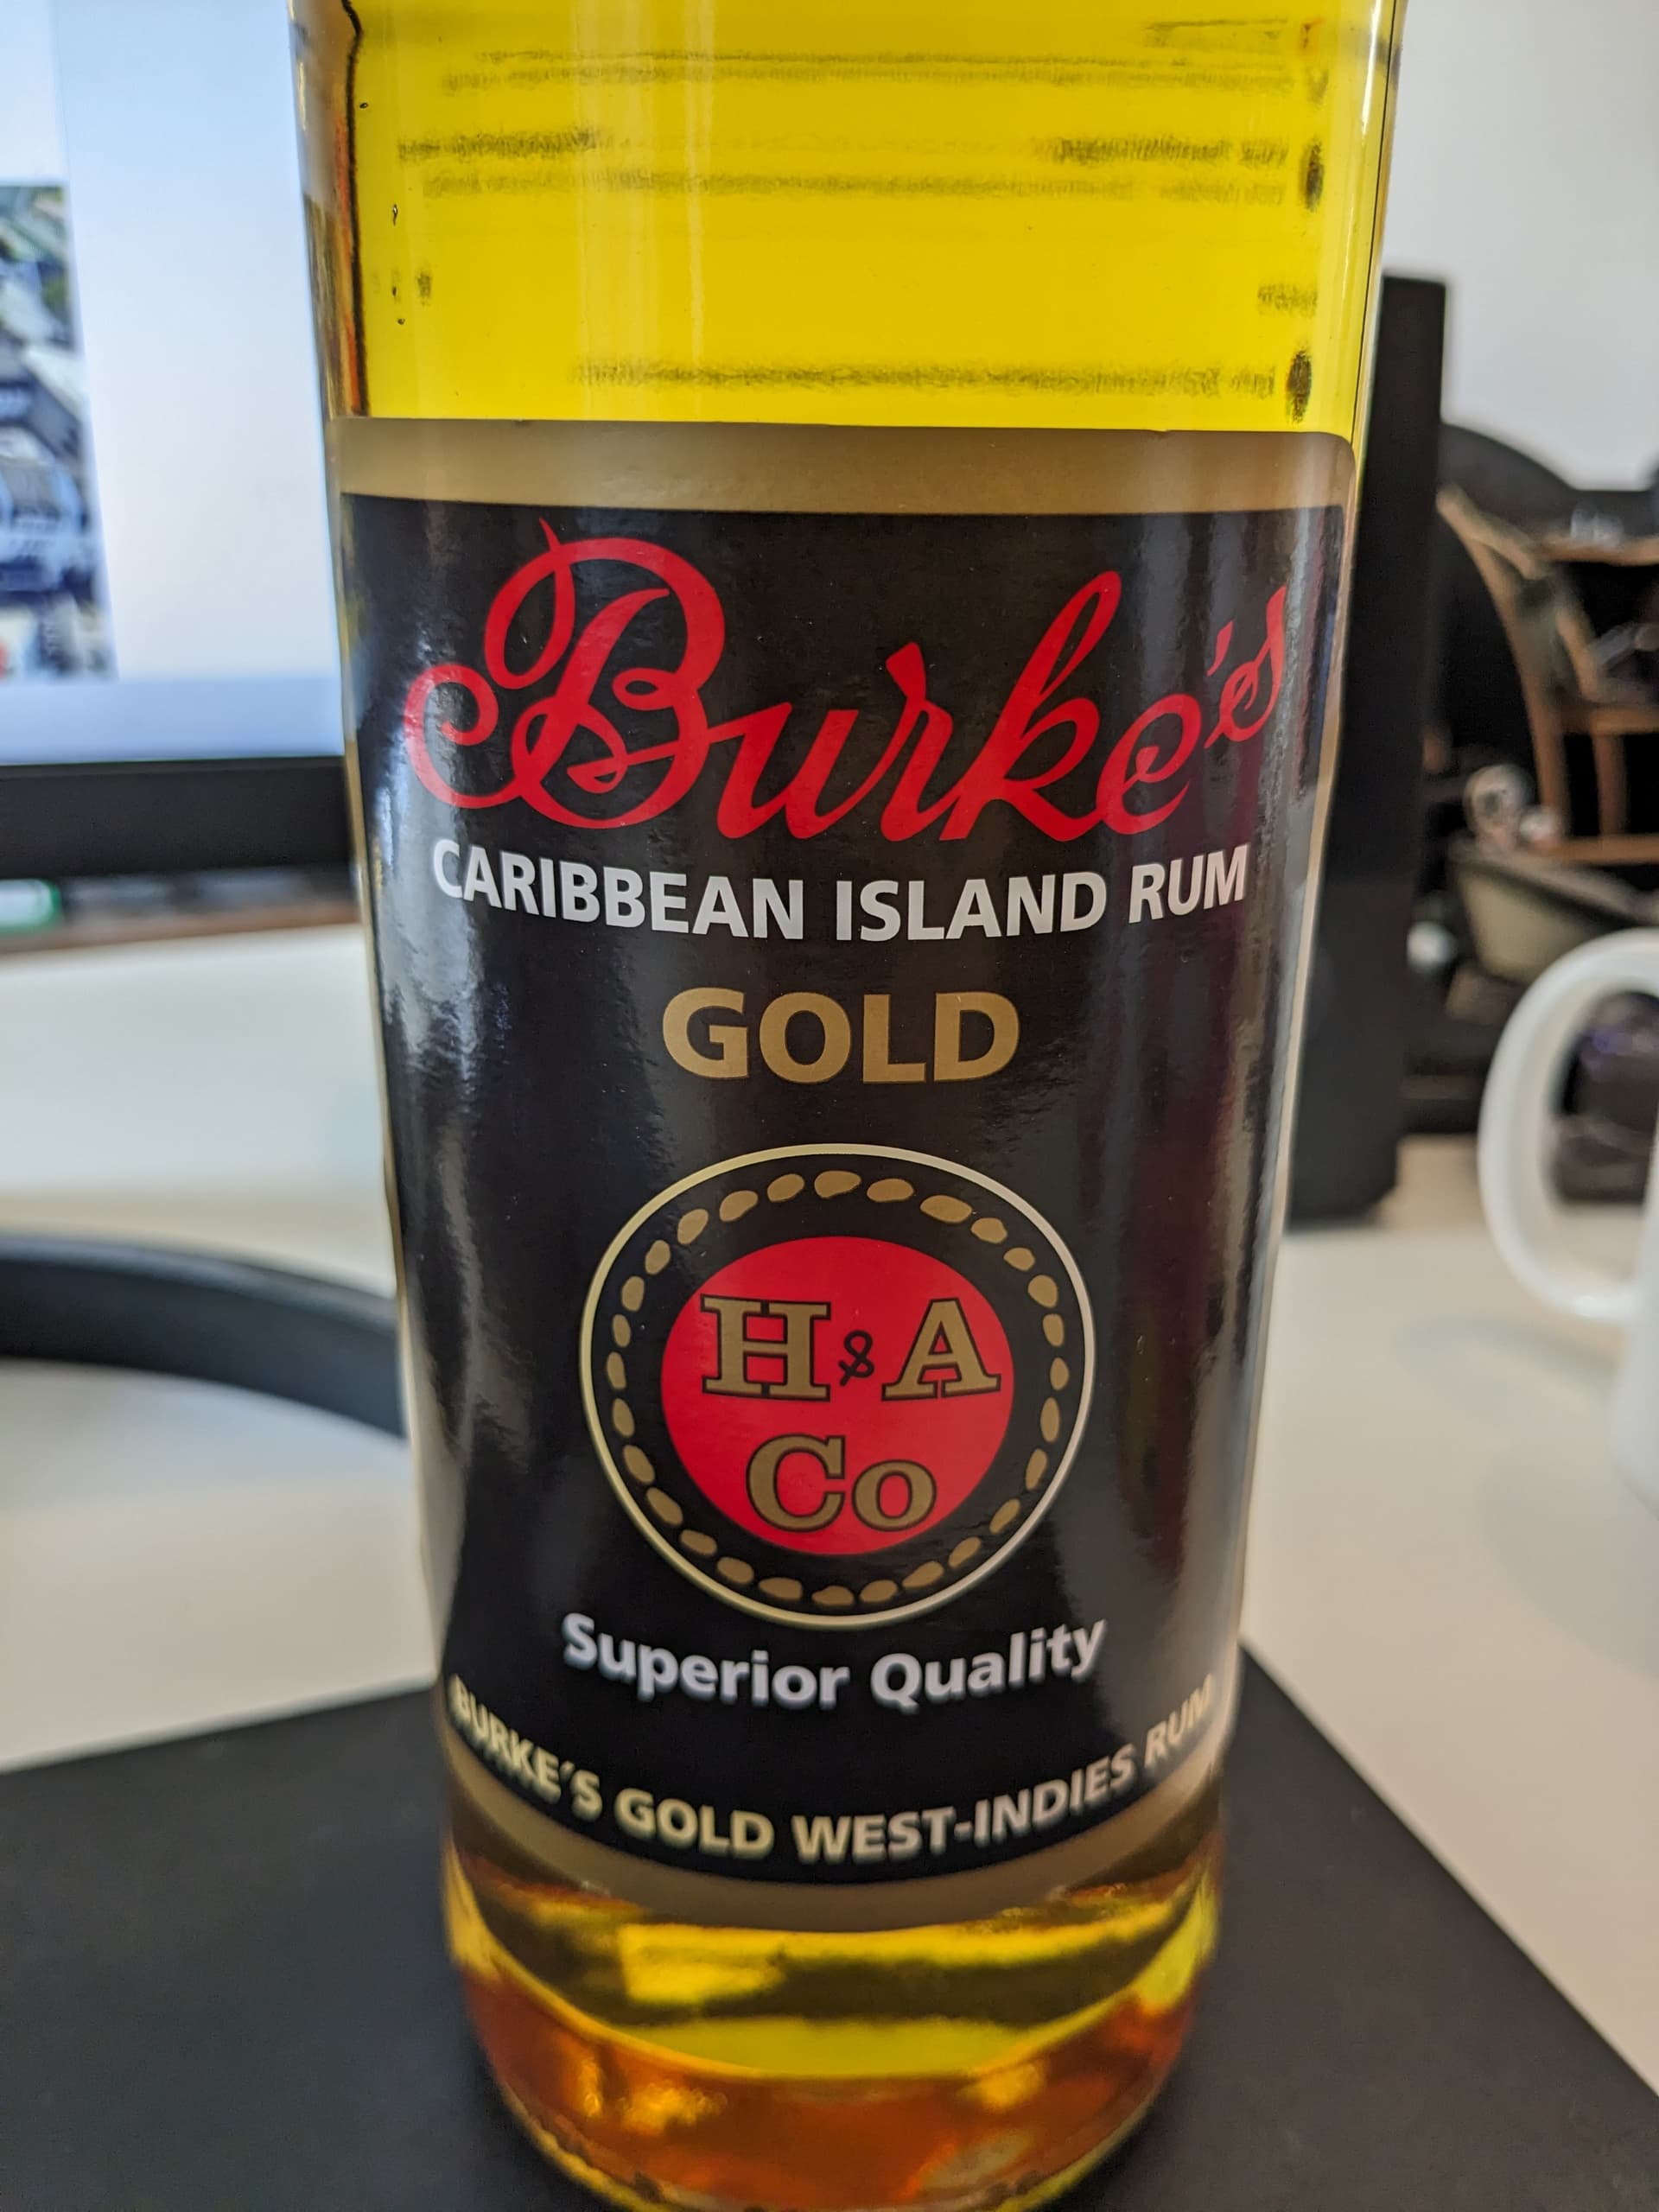 Burke's
CARIBBEAN ISLAND RUM
GOLD
H & A
Co
Superior Quality
BURKE'S GOLD WEST-INDIES RUM